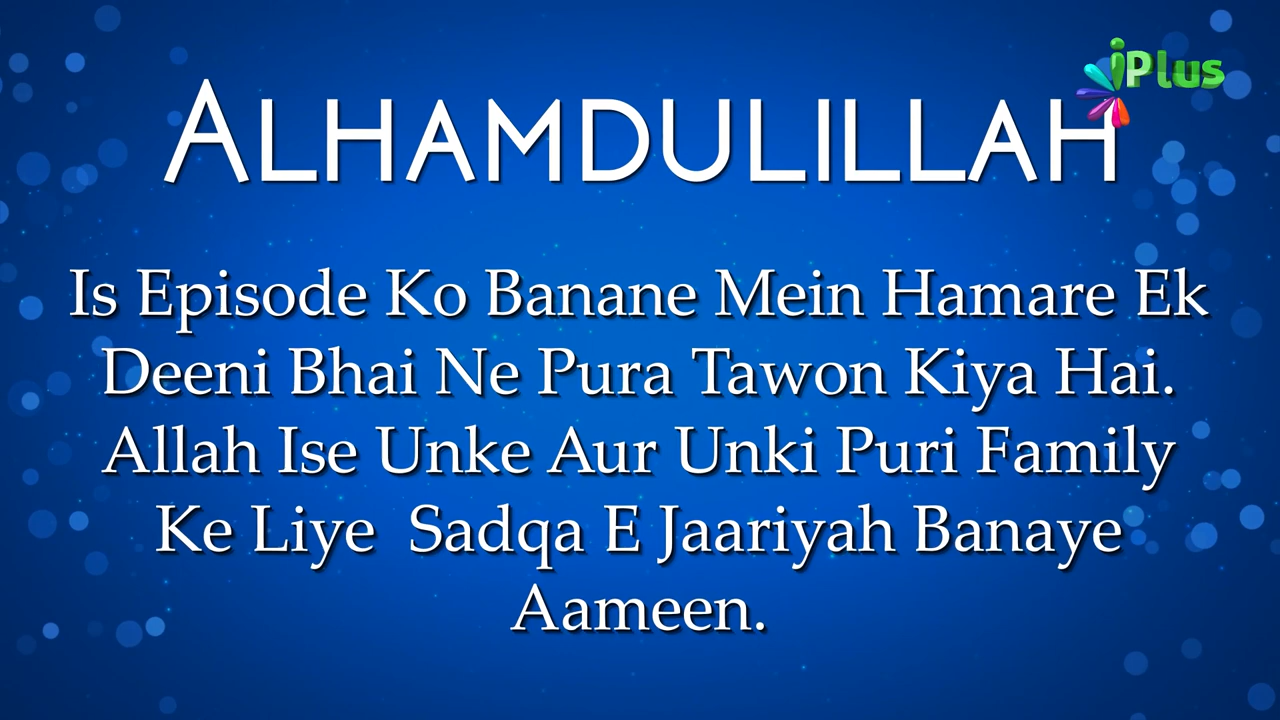 iPlus
ALHAMDULILLAH
Is Episode Ko Banane Mein Hamare Ek
Deeni Bhai Ne Pura Tawon Kiya Hai.
Allah Ise Unke Aur Unki Puri Family
Ke Liye Sadqa E Jaariyah Banaye
Aameen.